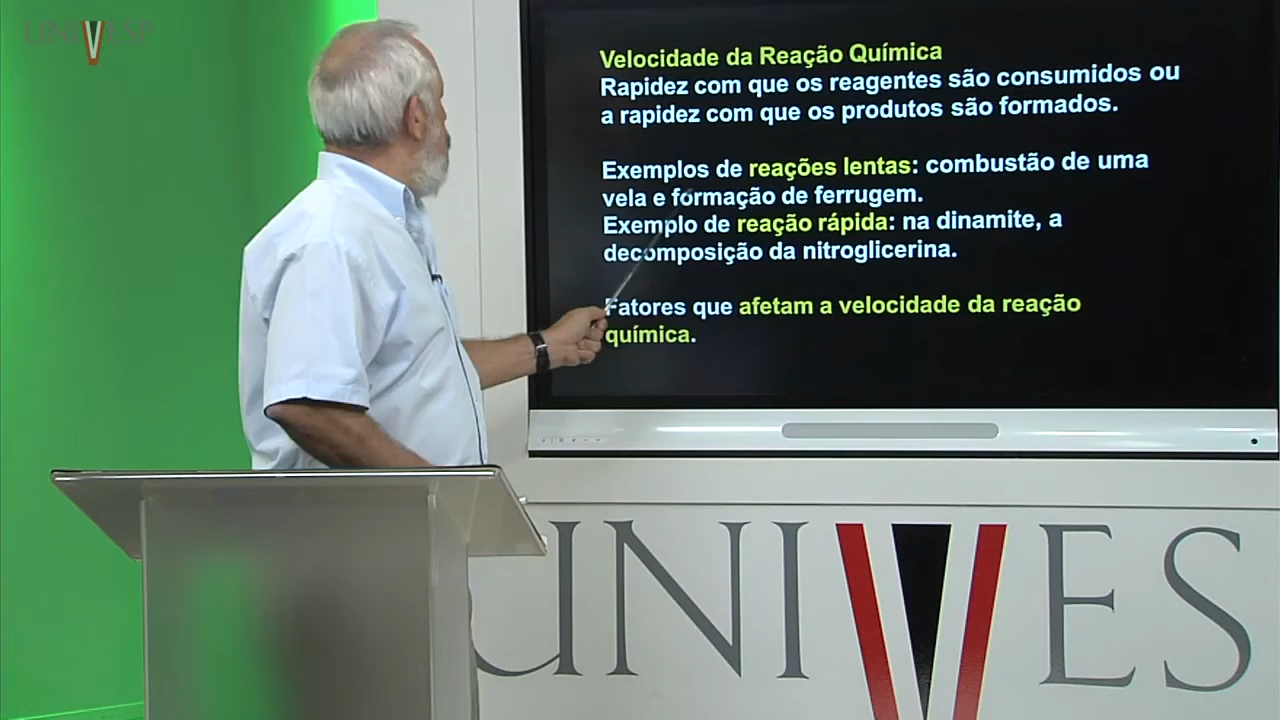 UNIVESP
Velocidade da Reação Química
Rapidez com que os reagentes são consumidos ou
a rapidez com que os produtos são formados.
Exemplos de reações lentas: combustão de uma
vela e formação de ferrugem.
Exemplo de reação rápida: na dinamite, a
decomposição da nitroglicerina.
Fatores que afetam a velocidade da reação
química.
UNIVES